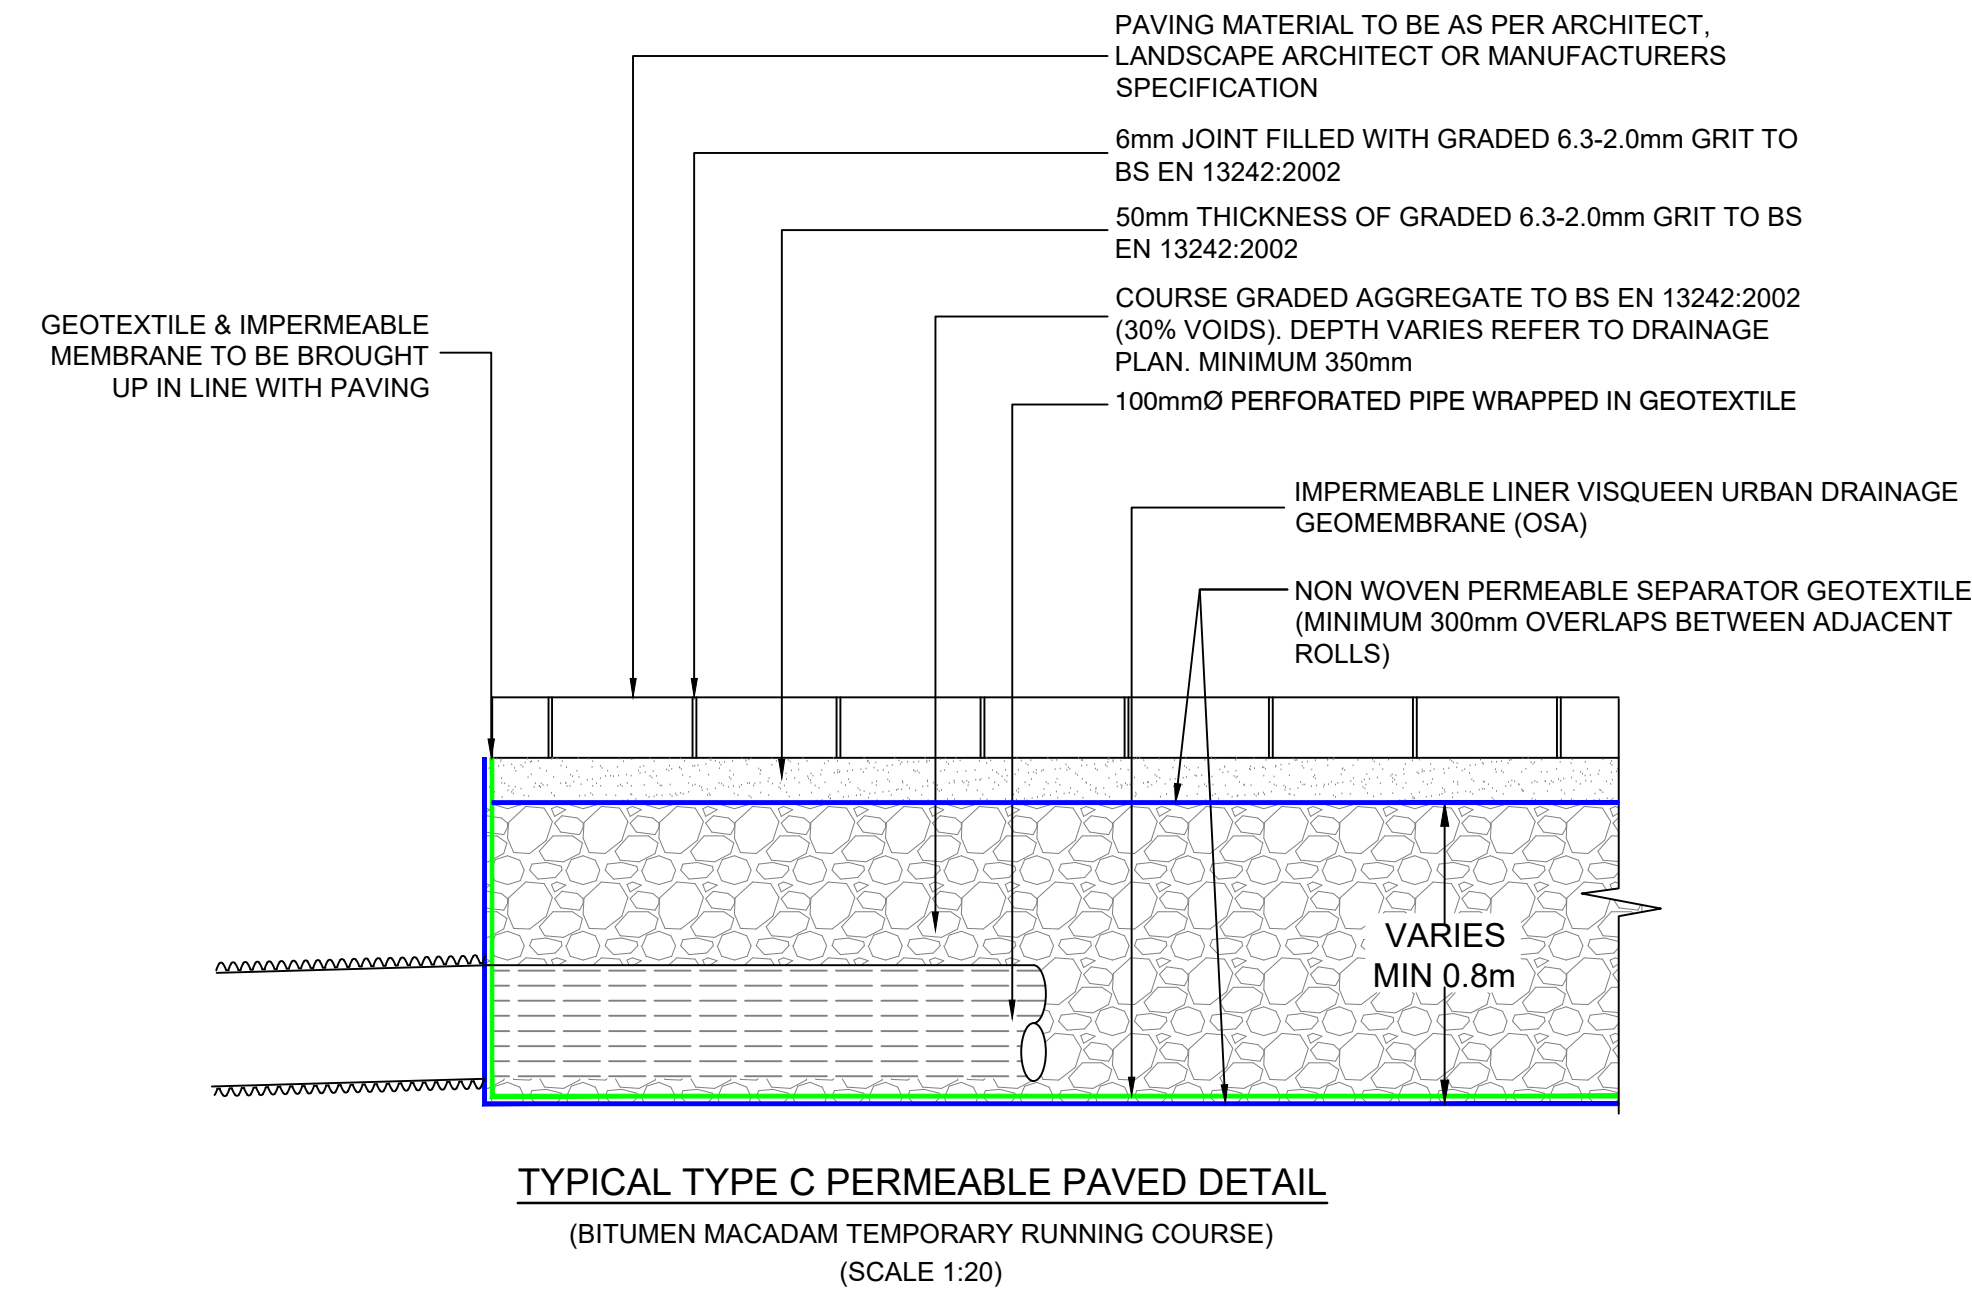 PAVING MATERIAL TO BE AS PER ARCHITECT,
LANDSCAPE ARCHITECT OR MANUFACTURERS
SPECIFICATION
6mm JOINT FILLED WITH GRADED 6.3-2.0mm GRIT TO
BS EN 13242:2002
50mm THICKNESS OF GRADED 6.3-2.0mm GRIT TO BS
EN 13242:2002
COURSE GRADED AGGREGATE TO BS EN 13242:2002
(30% VOIDS). DEPTH VARIES REFER TO DRAINAGE
PLAN. MINIMUM 350mm
100mmØ PERFORATED PIPE WRAPPED IN GEOTEXTILE
GEOTEXTILE & IMPERMEABLE
MEMBRANE TO BE BROUGHT
UP IN LINE WITH PAVING
IMPERMEABLE LINER VISQUEEN URBAN DRAINAGE
GEOMEMBRANE (OSA)
NON WOVEN PERMEABLE SEPARATOR GEOTEXTILE
(MINIMUM 300mm OVERLAPS BETWEEN ADJACENT
ROLLS)
VARIES
MIN 0.8m
TYPICAL TYPE C PERMEABLE PAVED DETAIL
(BITUMEN MACADAM TEMPORARY RUNNING COURSE)
(SCALE 1:20)